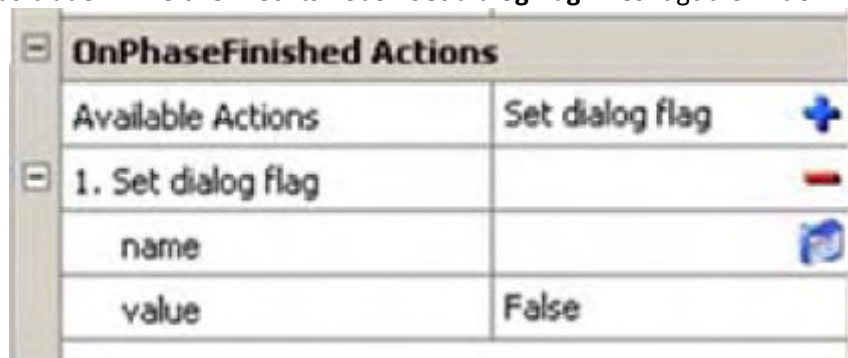 OnPhaseFinished Actions
Available Actions Set dialog flag
1. Set dialog flag
name
value False